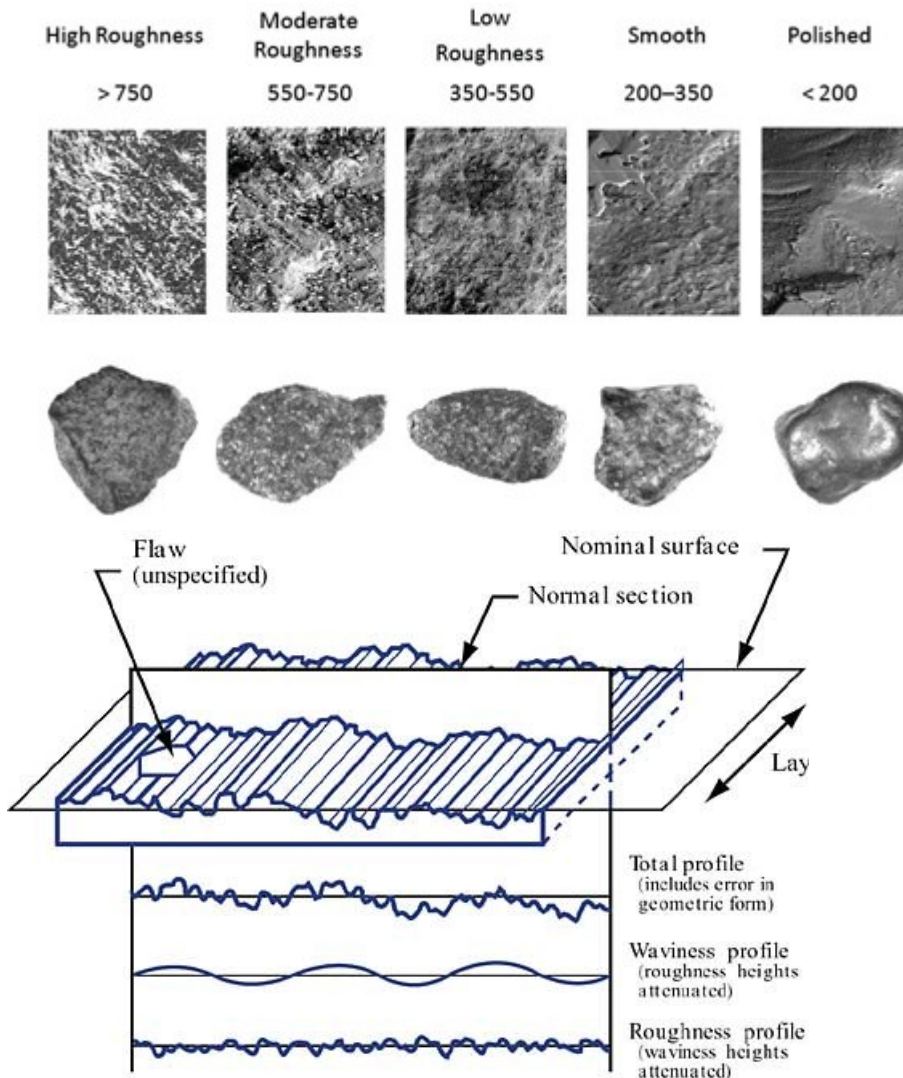 High Roughness
Moderate
Roughness
Low
Roughness
Smooth
Polished
> 750
550-750
350-550
200–350
< 200
Flaw
(unspecified)
Nominal surface
Normal section
Lay
Total profile
(includes error in
geometric form)
Waviness profile
(roughness heights
attenuated)
Roughness profile
(waviness heights
attenuated)